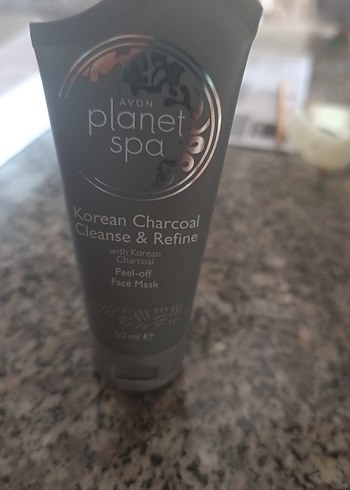 AVON
planet
spa
Korean Charcoal
Cleanse & Refine
with Korean
Charcoal
Peel-off
Face Mask
50 ml e